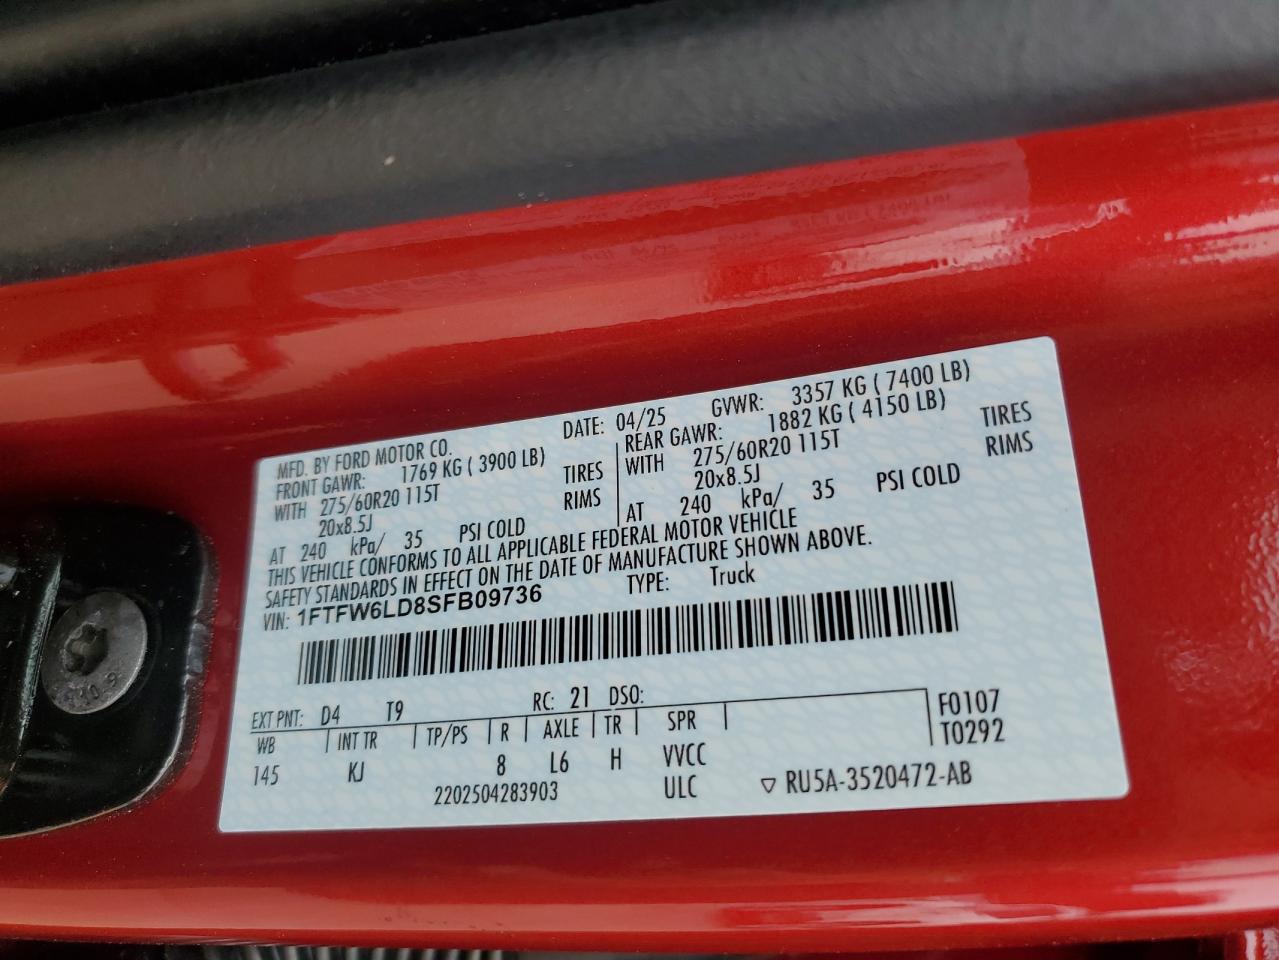 MFD. BY FORD MOTOR CO. DATE: 04/25 GVWR: 3357 KG ( 7400 LB)
FRONT GAWR: 1769 KG ( 3900 LB) REAR GAWR: 1882 KG ( 4150 LB)
WITH 275/60R20 115T TIRES WITH 275/60R20 115T TIRES
20x8.5J RIMS 20x8.5J RIMS
AT 240 kPa/ 35 PSI COLD AT 240 kPa/ 35 PSI COLD
THIS VEHICLE CONFORMS TO ALL APPLICABLE FEDERAL MOTOR VEHICLE
SAFETY STANDARDS IN EFFECT ON THE DATE OF MANUFACTURE SHOWN ABOVE.
VIN: 1FTFW6LD8SFB09736 TYPE: Truck
EXT PNT: D4 T9 RC: 21 DSO: F0107
WB INT TR TP/PS R AXLE TR SPR T0292
145 KJ 8 L6 H VVCC
2202504283903 ULC RU5A-3520472-AB
10.9